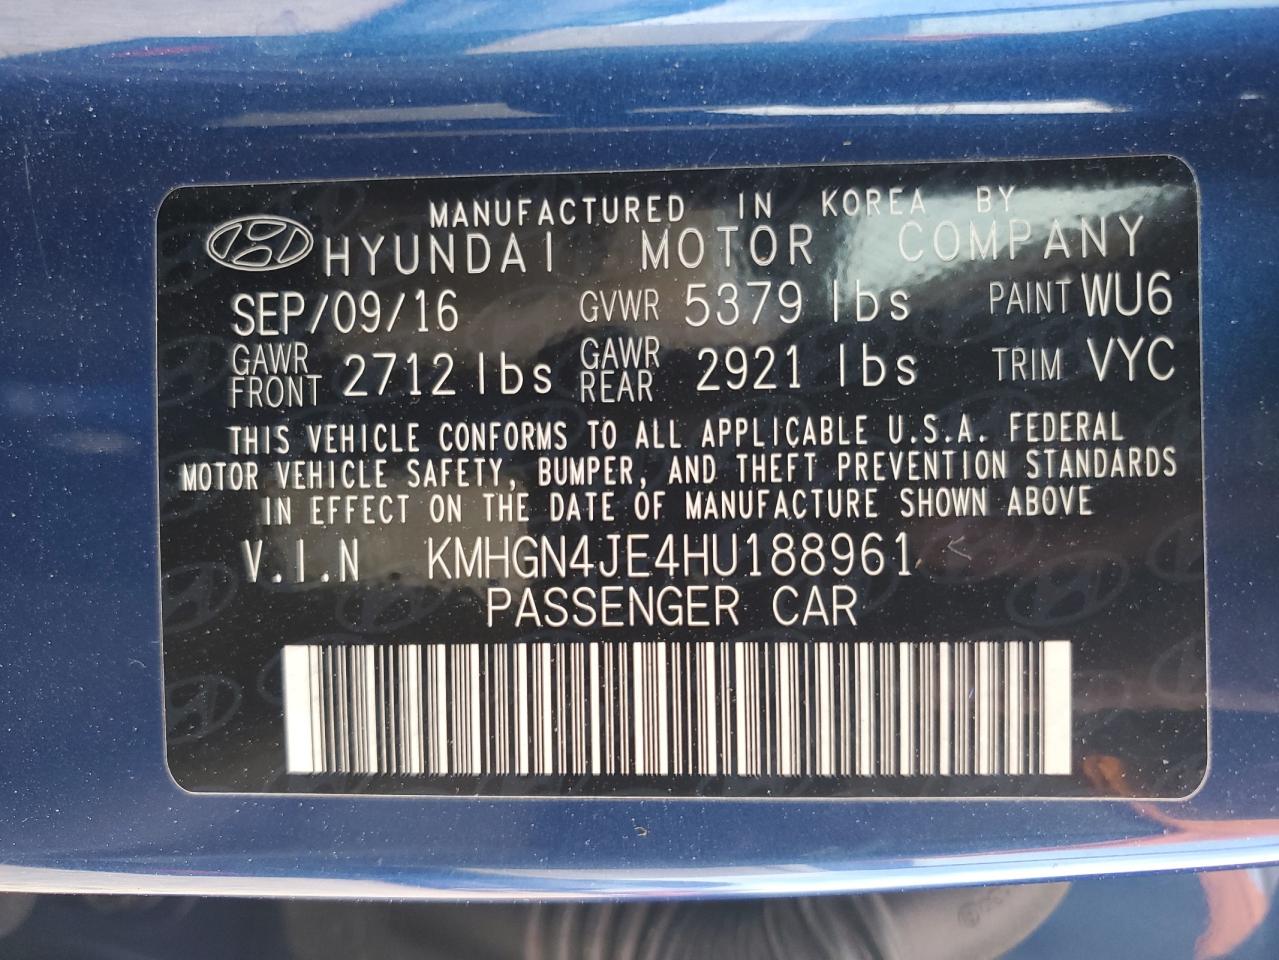 MANUFACTURED IN KOREA BY
HYUNDAI MOTOR COMPANY
SEP/09/16 GVWR 5379 lbs PAINT WU6
GAWR FRONT 2712 lbs GAWR REAR 2921 lbs TRIM VYC
THIS VEHICLE CONFORMS TO ALL APPLICABLE U.S.A. FEDERAL
MOTOR VEHICLE SAFETY, BUMPER, AND THEFT PREVENTION STANDARDS
IN EFFECT ON THE DATE OF MANUFACTURE SHOWN ABOVE
V.I.N KMHGN4JE4HU188961 <
PASSENGER CAR